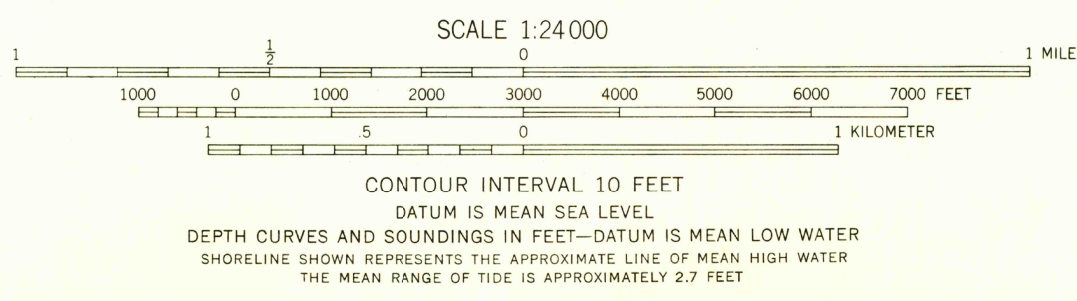 SCALE 1:24 000
1 ½ 0 1 MILE
1000 0 1000 2000 3000 4000 5000 6000 7000 FEET
1 .5 0 1 KILOMETER
CONTOUR INTERVAL 10 FEET
DATUM IS MEAN SEA LEVEL
DEPTH CURVES AND SOUNDINGS IN FEET—DATUM IS MEAN LOW WATER
SHORELINE SHOWN REPRESENTS THE APPROXIMATE LINE OF MEAN HIGH WATER
THE MEAN RANGE OF TIDE IS APPROXIMATELY 2.7 FEET